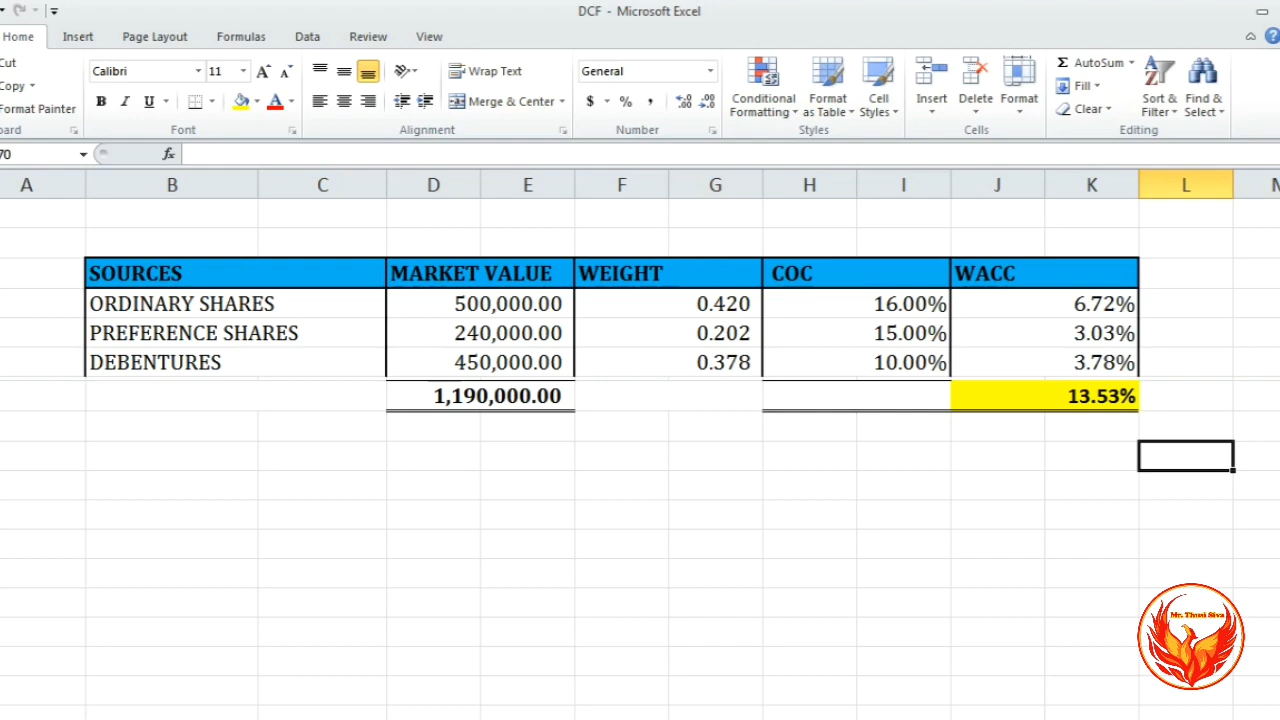 DCF - Microsoft Excel
Home Insert Page Layout Formulas Data Review View
Cut
Copy
Format Painter
Calibri 11 A A
B I U A
Wrap Text
Merge & Center
General
$ % ,
Conditional Formatting
Format as Table
Cell Styles
Insert Delete Format
Σ AutoSum
Fill
Clear
Sort & Filter
Find & Select
Font Alignment Number Styles Cells Editing
fx
A B C D E F G H I J K L
SOURCES MARKET VALUE WEIGHT COC WACC
ORDINARY SHARES 500,000.00 0.420 16.00% 6.72%
PREFERENCE SHARES 240,000.00 0.202 15.00% 3.03%
DEBENTURES 450,000.00 0.378 10.00% 3.78%
1,190,000.00 13.53%
Mr. Thusi Siva